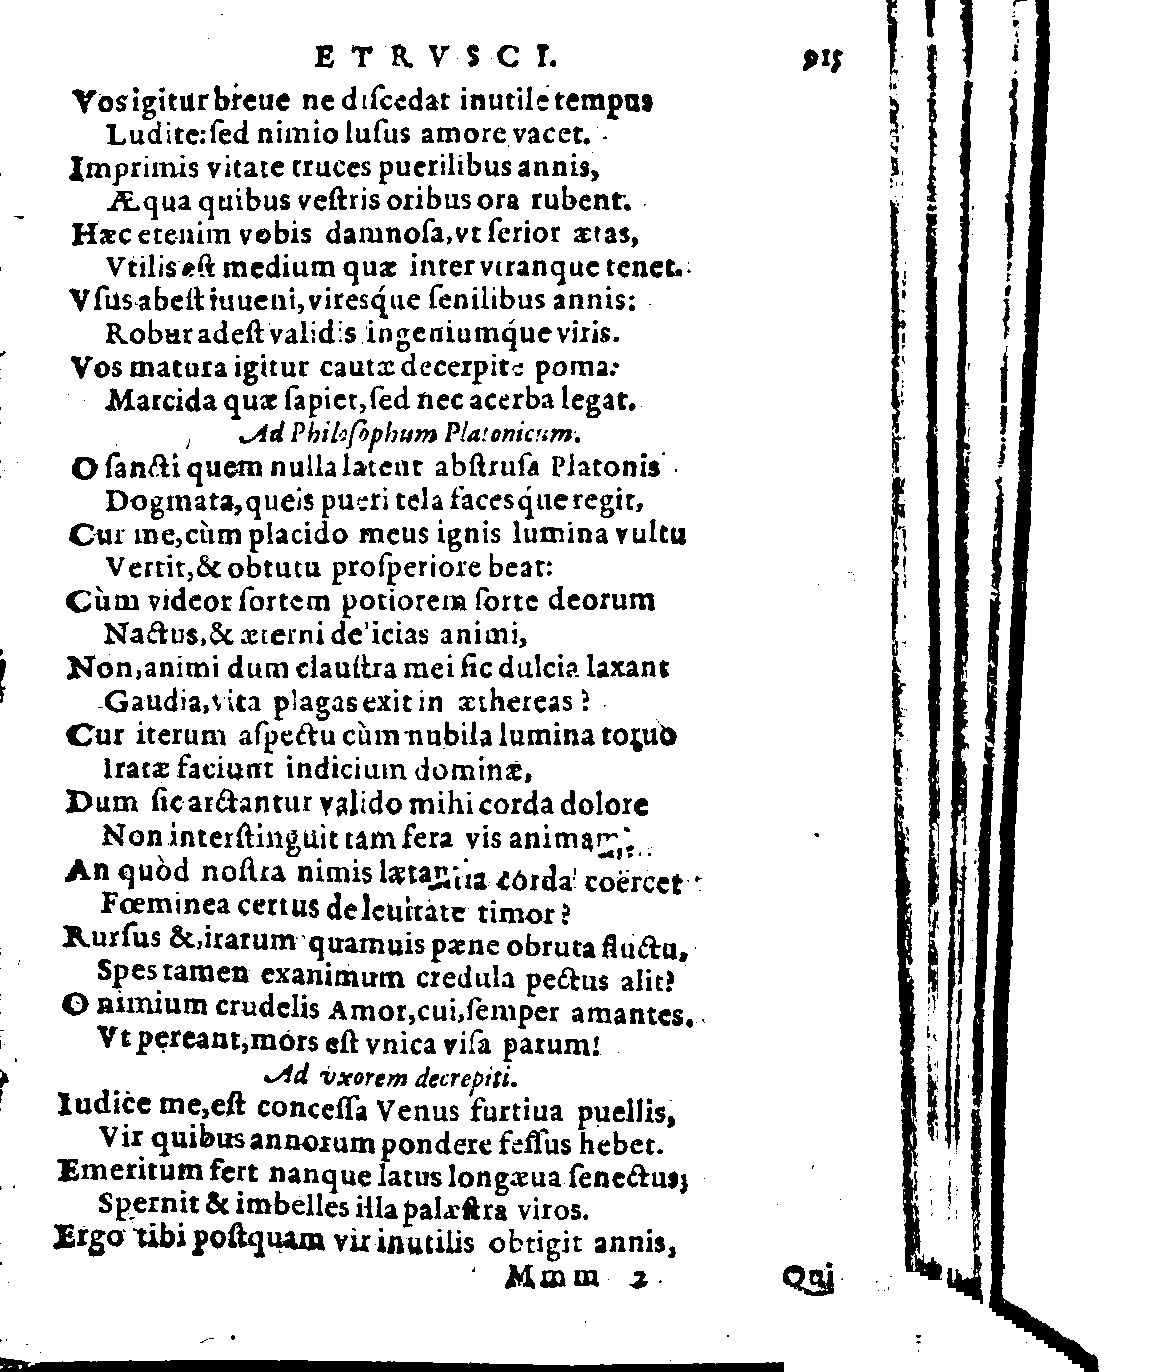 ETRVSCI. 915
Vos igitur breue ne discedat inutile tempus
Ludite: sed nimio lusus amore vacet.
Imprimis vitate truces puerilibus annis,
Æqua quibus vestris oribus ora rubent.
Hæc etenim vobis damnosa, vt serior ætas,
Vtilis est medium quæ inter vtranque tenet.
Vsus abest iuueni, viresq́ue senilibus annis:
Robur adest validis ingeniumq́ue viris.
Vos matura igitur cautæ decerpite poma:
Marcida quæ sapiet, sed nec acerba legat.
Ad Philosophum Platonicum.
O sancti quem nulla latent abstrusa Platonis
Dogmata, queis pueri tela facesq́ue regit,
Cur me, cùm placido meus ignis lumina vultu
Vertit, & obtutu prosperiore beat:
Cùm videor sortem potiorem sorte deorum
Nactus, & æterni delicias animi,
Non, animi dum claustra mei sic dulcia laxant
Gaudia, vita plagas exit in æthereas?
Cur iterum aspectu cùm nubila lumina toruo
Iratæ faciunt indicium dominæ,
Dum sic arctantur valido mihi corda dolore
Non interstinguit tam fera vis animam?
An quòd nostra nimis lætantia corda coërcet
Fœminea certus de leuitate timor?
Rursus &, irarum quamuis pæne obruta fluctu,
Spes tamen exanimum credula pectus alit?
O nimium crudelis Amor, cui, semper amantes.
Vt pereant, mors est vnica visa parum!
Ad vxorem decrepiti.
Iudice me, est concessa Venus furtiua puellis,
Vir quibus annorum pondere fessus hebet.
Emeritum fert nanque latus longæua senectus;
Spernit & imbelles illa palæstra viros.
Ergo tibi postquam vir inutilis obtigit annis,
Mmm 2 Qui